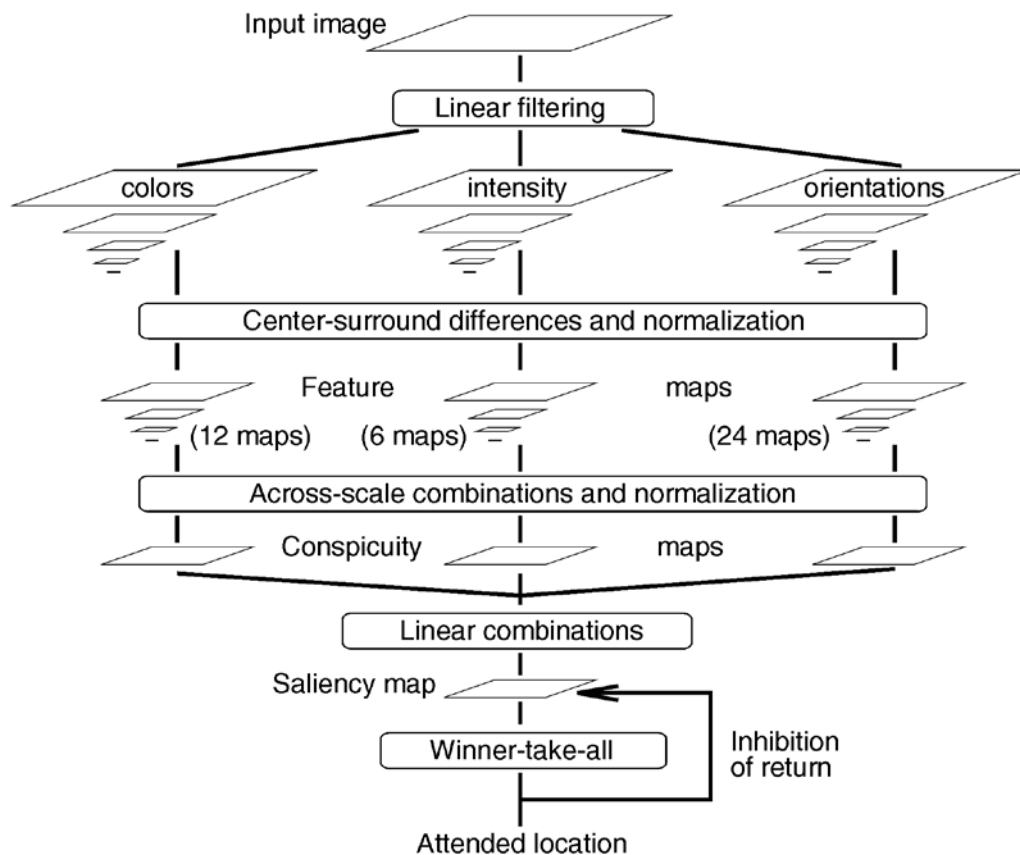 Input image
Linear filtering
colors
intensity
orientations
Center-surround differences and normalization
Feature maps
(12 maps)
(6 maps)
(24 maps)
Across-scale combinations and normalization
Conspicuity maps
Linear combinations
Saliency map
Winner-take-all
Inhibition
of return
Attended location